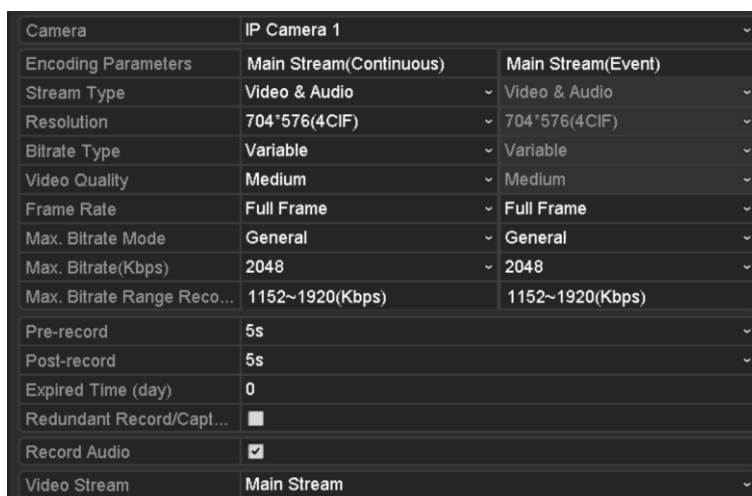 Camera IP Camera 1
Encoding Parameters Main Stream(Continuous) Main Stream(Event)
Stream Type Video & Audio Video & Audio
Resolution 704*576(4CIF) 704*576(4CIF)
Bitrate Type Variable Variable
Video Quality Medium Medium
Frame Rate Full Frame Full Frame
Max. Bitrate Mode General General
Max. Bitrate(Kbps) 2048 2048
Max. Bitrate Range Reco... 1152~1920(Kbps) 1152~1920(Kbps)
Pre-record 5s
Post-record 5s
Expired Time (day) 0
Redundant Record/Capt...
Record Audio
Video Stream Main Stream